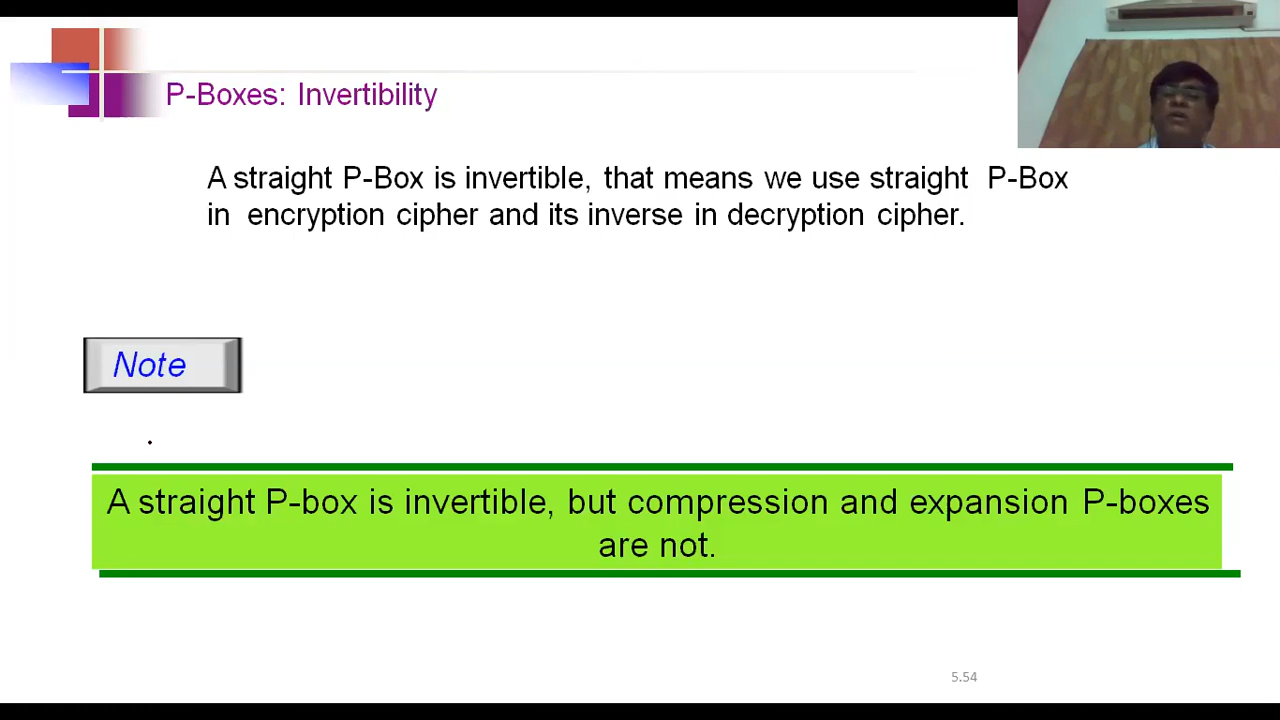 P-Boxes: Invertibility
A straight P-Box is invertible, that means we use straight P-Box
in encryption cipher and its inverse in decryption cipher.
Note
.
A straight P-box is invertible, but compression and expansion P-boxes
are not.
5.54